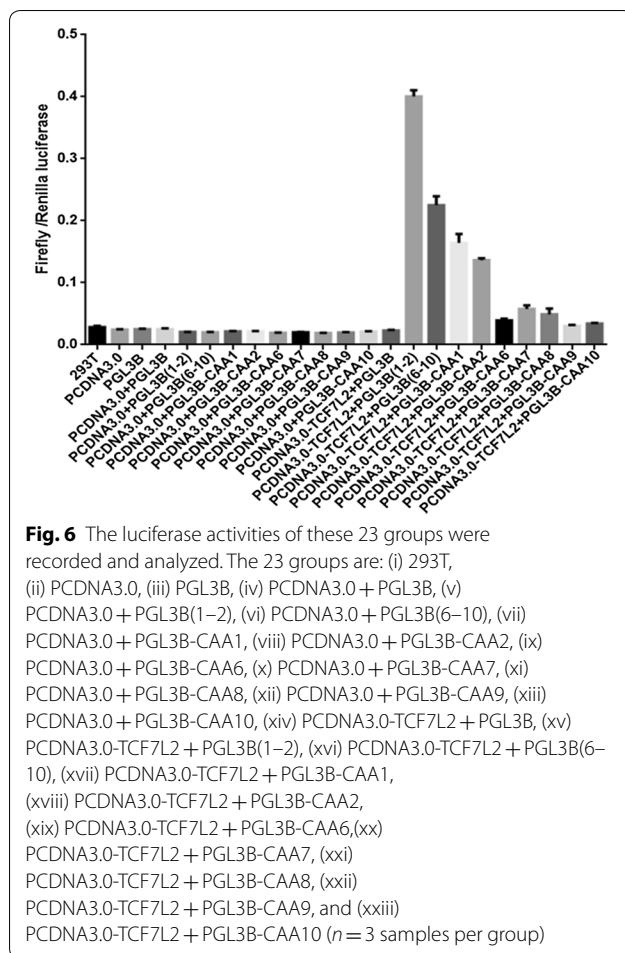 0.5
0.4
0.3
0.2
0.1
0.0
Firefly /Renilla luciferase
293T
PCDNA3.0
PGL3B
PCDNA3.0+PGL3B
PCDNA3.0+PGL3B(1-2)
PCDNA3.0+PGL3B(6-10)
PCDNA3.0+PGL3B-CAA1
PCDNA3.0+PGL3B-CAA2
PCDNA3.0+PGL3B-CAA6
PCDNA3.0+PGL3B-CAA7
PCDNA3.0+PGL3B-CAA8
PCDNA3.0+PGL3B-CAA9
PCDNA3.0+PGL3B-CAA10
PCDNA3.0-TCF7L2+PGL3B
PCDNA3.0-TCF7L2+PGL3B(1-2)
PCDNA3.0-TCF7L2+PGL3B(6-10)
PCDNA3.0-TCF7L2+PGL3B-CAA1
PCDNA3.0-TCF7L2+PGL3B-CAA2
PCDNA3.0-TCF7L2+PGL3B-CAA6
PCDNA3.0-TCF7L2+PGL3B-CAA7
PCDNA3.0-TCF7L2+PGL3B-CAA8
PCDNA3.0-TCF7L2+PGL3B-CAA9
PCDNA3.0-TCF7L2+PGL3B-CAA10
Fig. 6 The luciferase activities of these 23 groups were
recorded and analyzed. The 23 groups are: (i) 293T,
(ii) PCDNA3.0, (iii) PGL3B, (iv) PCDNA3.0 + PGL3B, (v)
PCDNA3.0 + PGL3B(1–2), (vi) PCDNA3.0 + PGL3B(6–10), (vii)
PCDNA3.0 + PGL3B-CAA1, (viii) PCDNA3.0 + PGL3B-CAA2, (ix)
PCDNA3.0 + PGL3B-CAA6, (x) PCDNA3.0 + PGL3B-CAA7, (xi)
PCDNA3.0 + PGL3B-CAA8, (xii) PCDNA3.0 + PGL3B-CAA9, (xiii)
PCDNA3.0 + PGL3B-CAA10, (xiv) PCDNA3.0-TCF7L2 + PGL3B, (xv)
PCDNA3.0-TCF7L2 + PGL3B(1–2), (xvi) PCDNA3.0-TCF7L2 + PGL3B(6–
10), (xvii) PCDNA3.0-TCF7L2 + PGL3B-CAA1,
(xviii) PCDNA3.0-TCF7L2 + PGL3B-CAA2,
(xix) PCDNA3.0-TCF7L2 + PGL3B-CAA6,(xx)
PCDNA3.0-TCF7L2 + PGL3B-CAA7, (xxi)
PCDNA3.0-TCF7L2 + PGL3B-CAA8, (xxii)
PCDNA3.0-TCF7L2 + PGL3B-CAA9, and (xxiii)
PCDNA3.0-TCF7L2 + PGL3B-CAA10 (n = 3 samples per group)